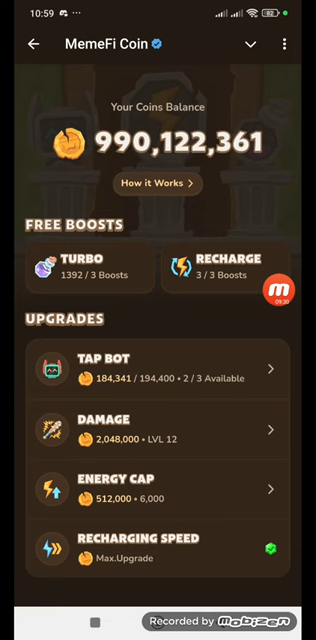 10:59
82
MemeFi Coin
Your Coins Balance
990,122,361
How it Works
FREE BOOSTS
TURBO
1392 / 3 Boosts
RECHARGE
3 / 3 Boosts
09:30
UPGRADES
TAP BOT
184,341 / 194,400 • 2 / 3 Available
DAMAGE
2,048,000 • LVL 12
ENERGY CAP
512,000 • 6,000
RECHARGING SPEED
Max.Upgrade
Recorded by Mobizen